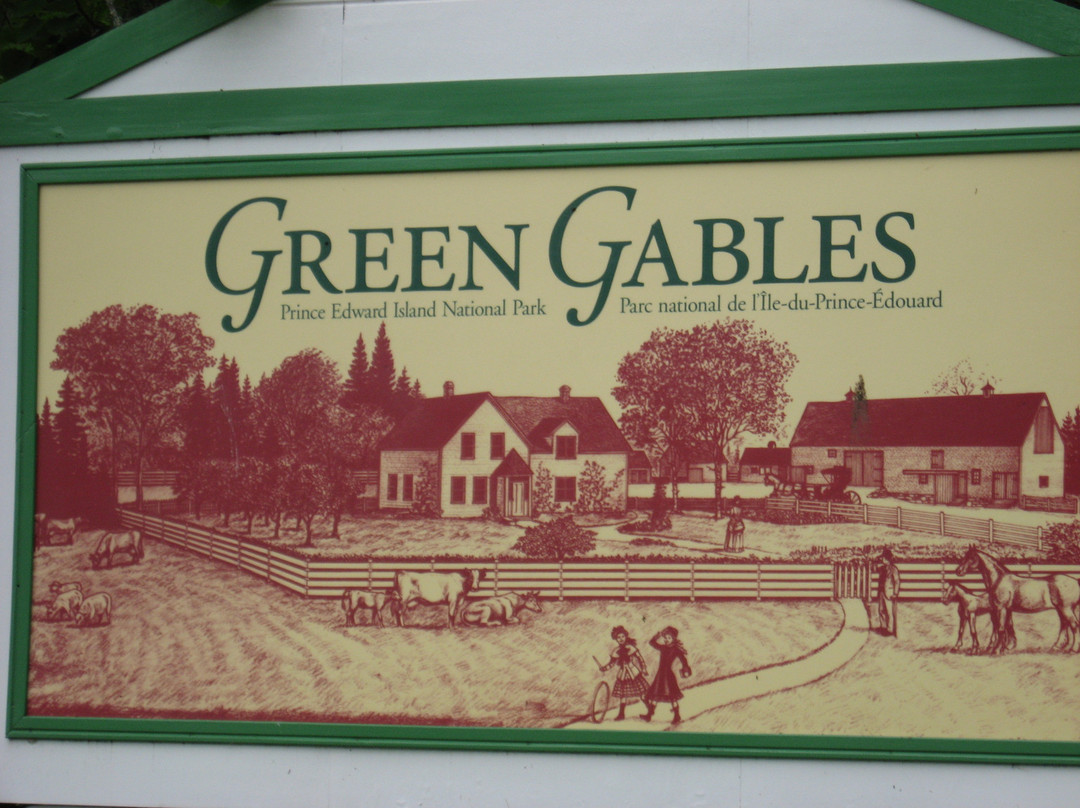 GREEN GABLES
Prince Edward Island National Park Parc national de l'Île-du-Prince-Édouard